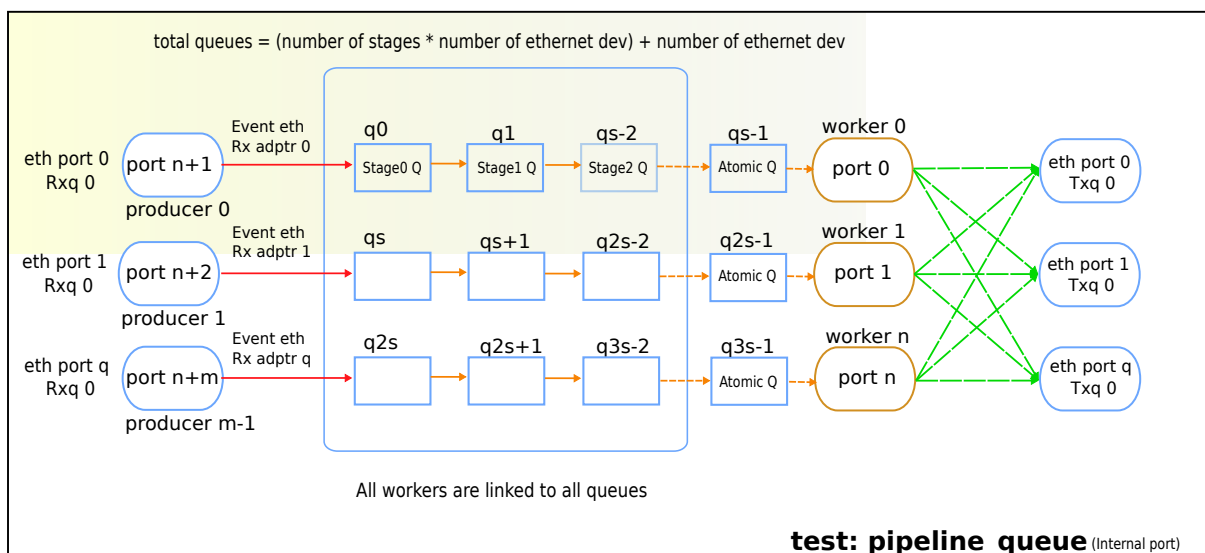 total queues = (number of stages * number of ethernet dev) + number of ethernet dev
eth port 0
Rxq 0
port n+1
producer 0
Event eth
Rx adptr 0
q0
Stage0 Q
q1
Stage1 Q
qs-2
Stage2 Q
qs-1
Atomic Q
worker 0
port 0
eth port 0
Txq 0
eth port 1
Rxq 0
port n+2
producer 1
Event eth
Rx adptr 1
qs
qs+1
q2s-2
q2s-1
Atomic Q
worker 1
port 1
eth port 1
Txq 0
eth port q
Rxq 0
port n+m
producer m-1
Event eth
Rx adptr q
q2s
q2s+1
q3s-2
q3s-1
Atomic Q
worker n
port n
eth port q
Txq 0
All workers are linked to all queues
test: pipeline queue (Internal port)